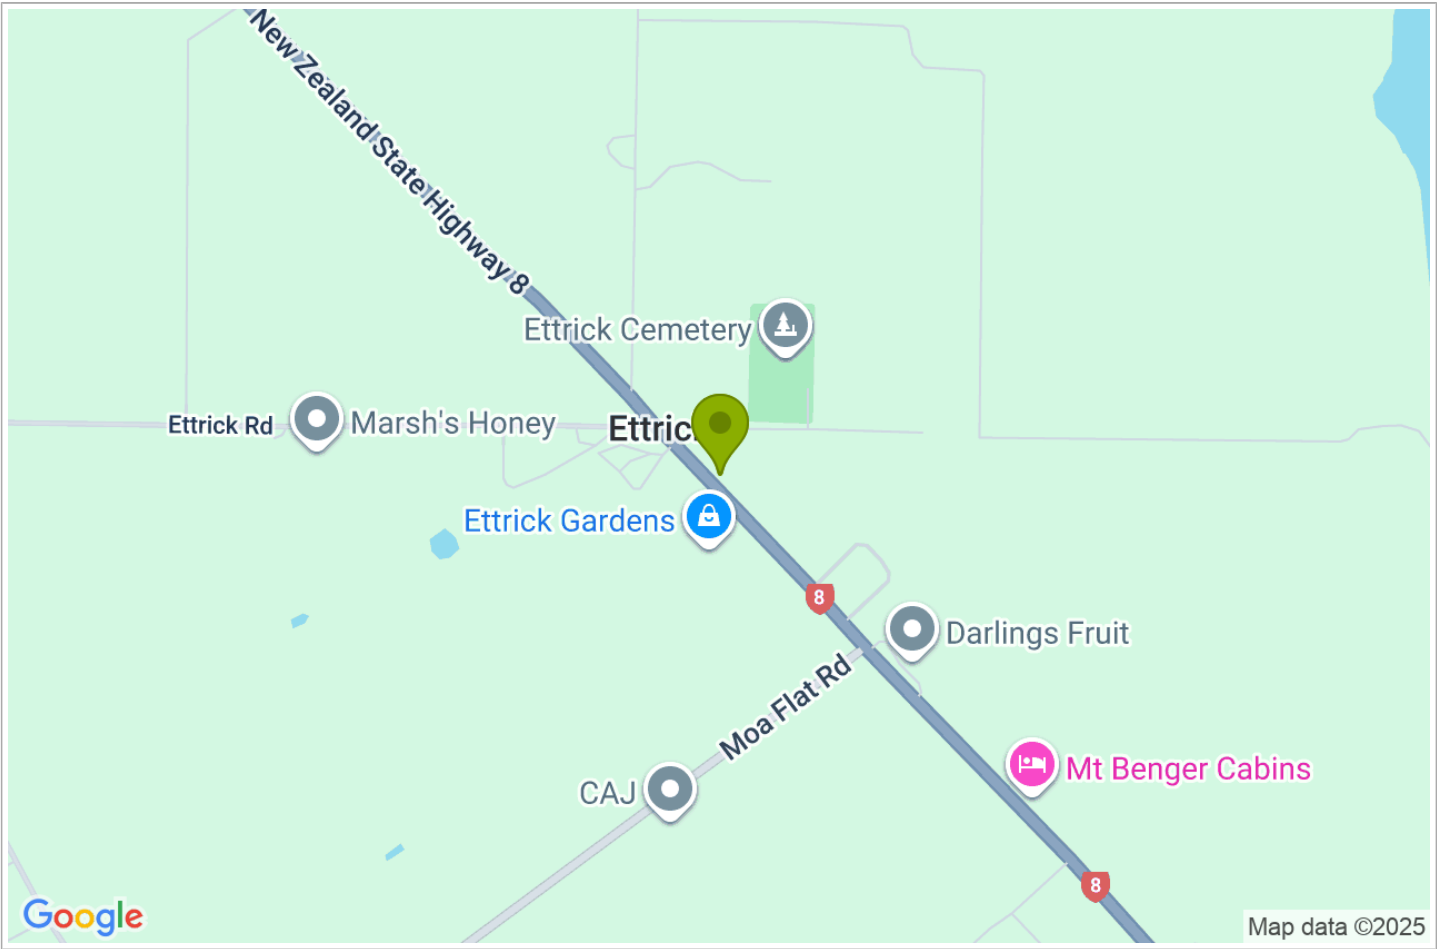 New Zealand State Highway 8
Ettrick Cemetery
Ettrick Rd
Marsh's Honey
Ettric
Ettrick Gardens
8
Darlings Fruit
Moa Flat Rd
Mt Benger Cabins
CAJ
8
Google
Map data ©2025